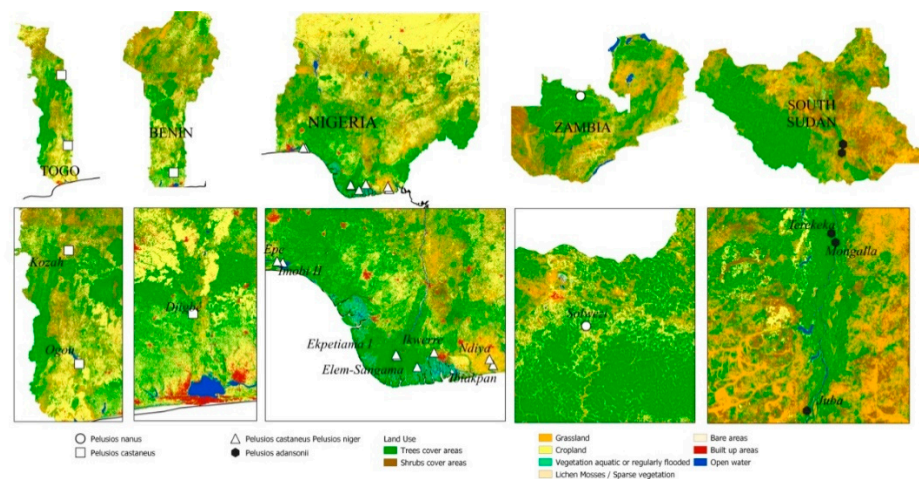 TOGO
BENIN
NIGERIA
ZAMBIA
SOUTH
SUDAN
Kozah
Ogou
Djigbé
Epe
Imobi II
Ekpetiama I
Ikwerre
Elem-Sangama
Ndiya
Ibiakpan
Solwezi
Terekeka
Mongalla
Juba
Pelusios nanus
Pelusios castaneus
Pelusios castaneus Pelusios niger
Pelusios adansonii
Land Use
Trees cover areas
Shrubs cover areas
Grassland
Cropland
Vegetation aquatic or regularly flooded
Lichen Mosses / Sparse vegetation
Bare areas
Built up areas
Open water